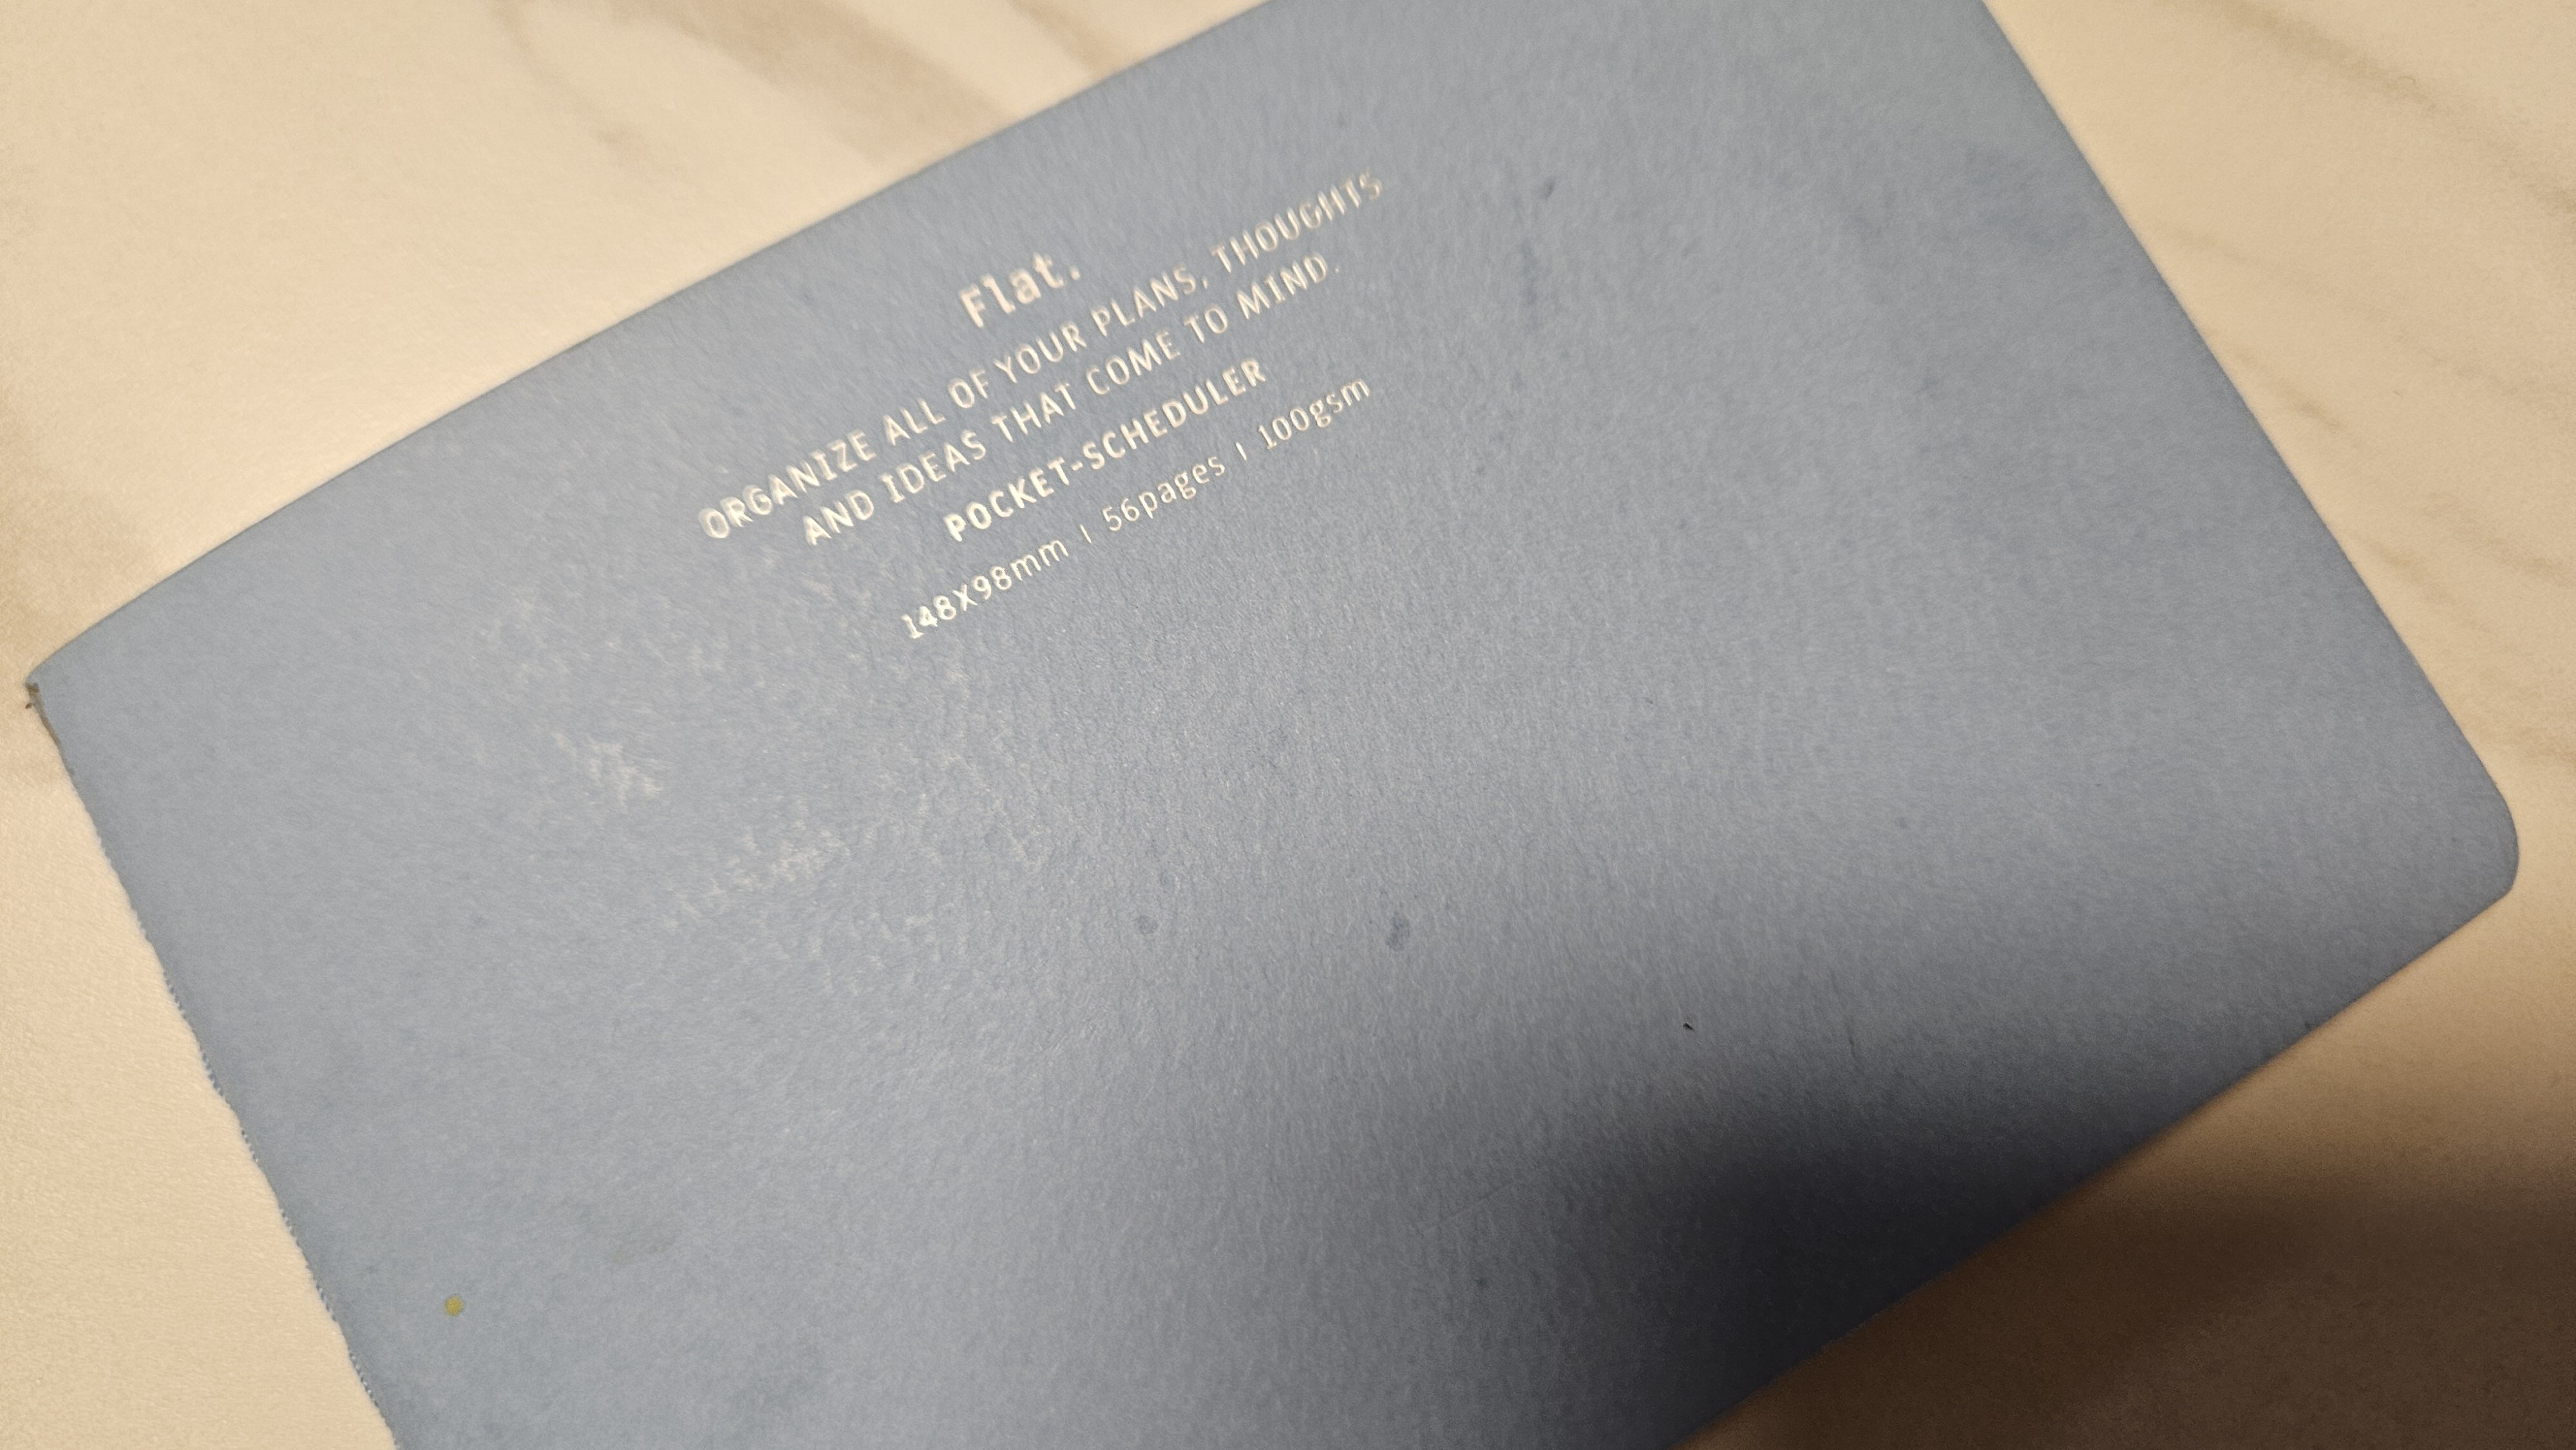 Flat.
ORGANIZE ALL OF YOUR PLANS, THOUGHTS
AND IDEAS THAT COME TO MIND.
POCKET-SCHEDULER
148X98mm | 56pages | 100gsm